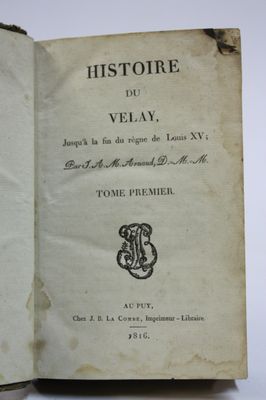 HISTOIRE
DU
VELAY,
Jusqu'à la fin du règne de Louis XV;
Par J. A. M. Arnaud, D.-M.-M.
TOME PREMIER.
AU PUY,
Chez J. B. LA COMBE, Imprimeur-Libraire.
1816.